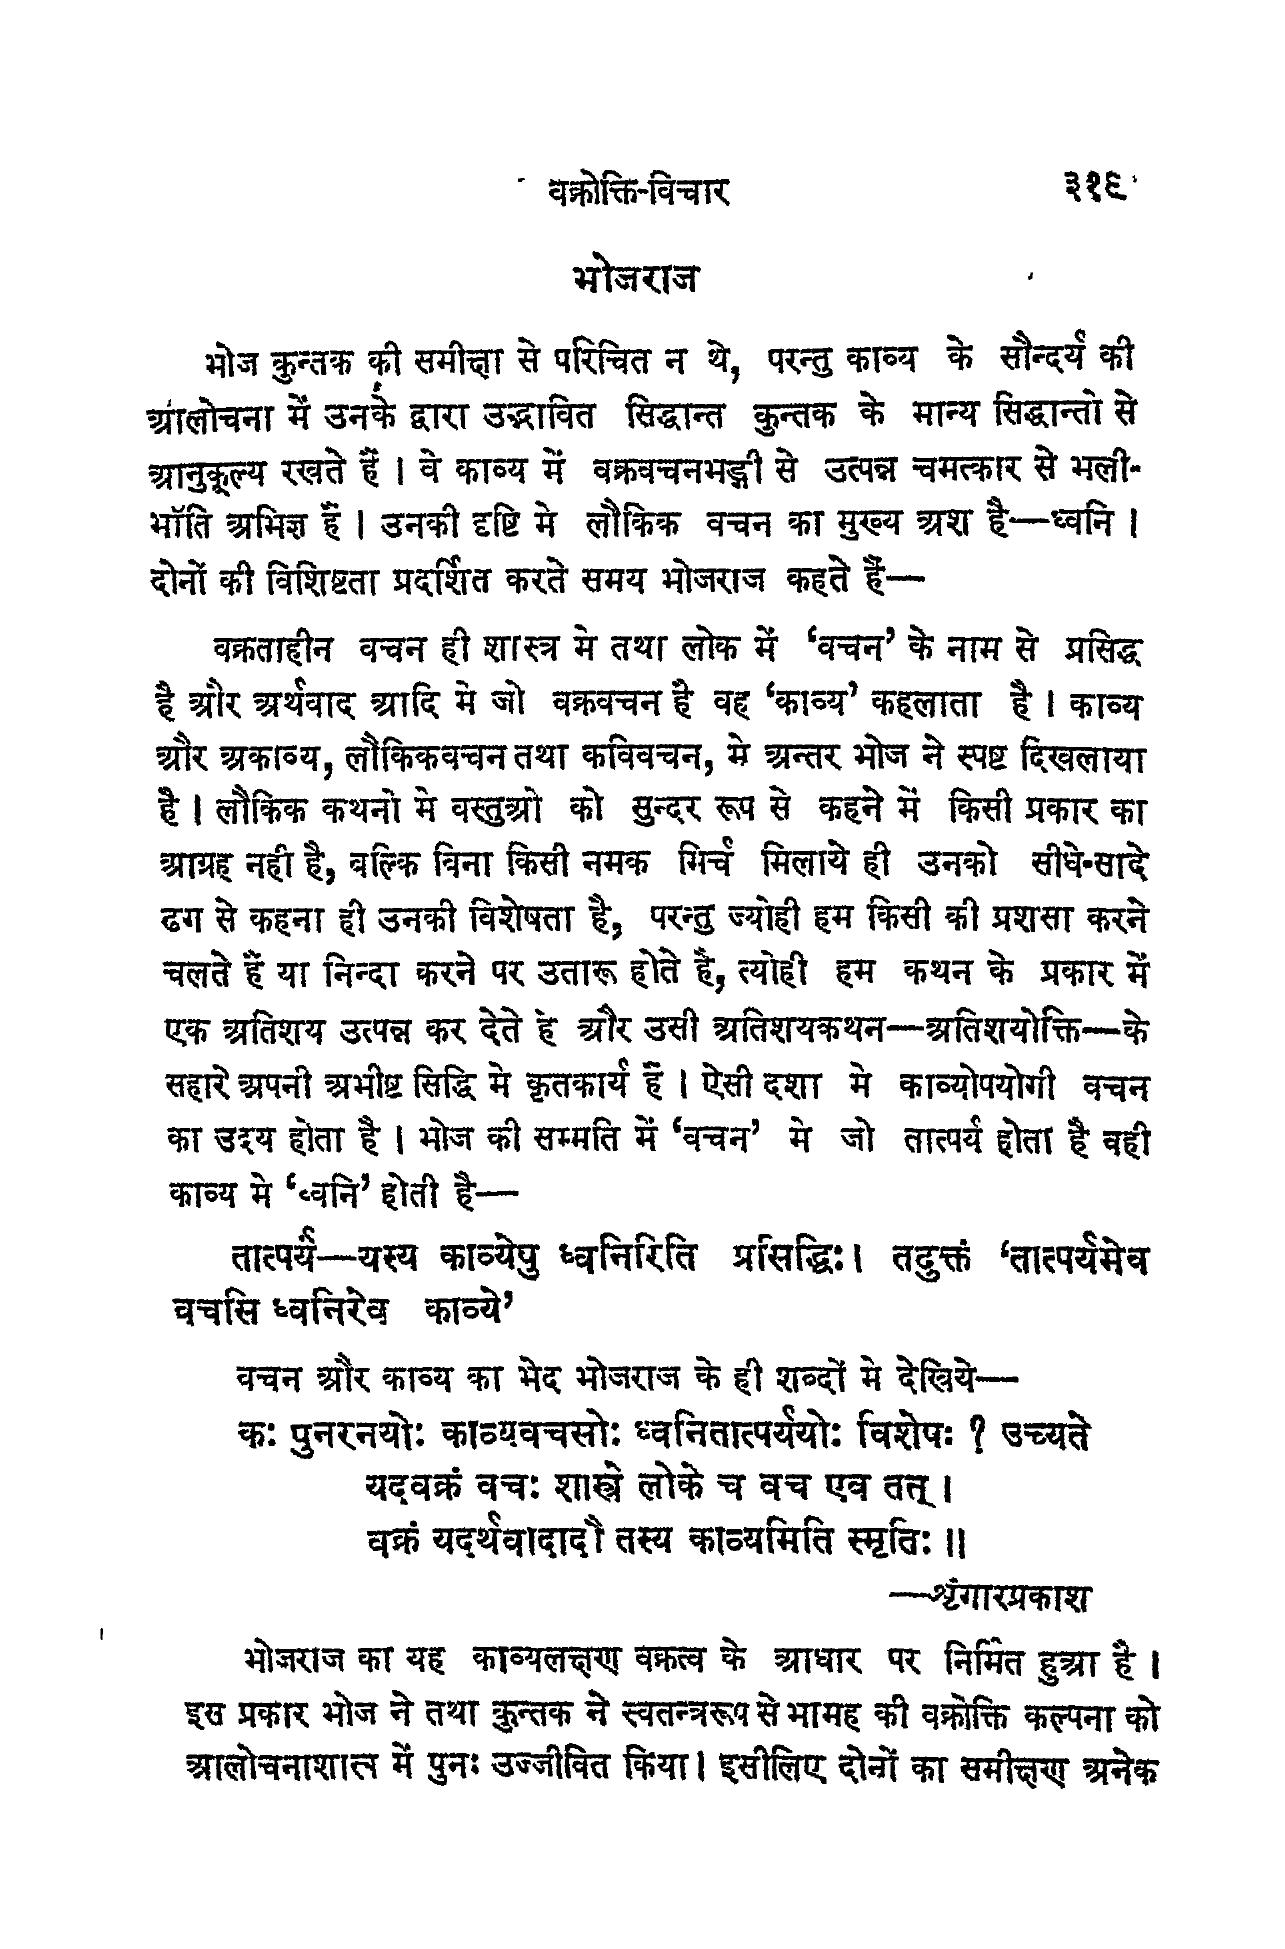 वक्रोक्ति-विचार ३१९
भोजराज
भोज कुन्तक की समीक्षा से परिचित न थे, परन्तु काव्य के सौन्दर्य की
आलोचना में उनके द्वारा उद्भावित सिद्धान्त कुन्तक के मान्य सिद्धान्तो से
आनुकूल्य रखते हैं । वे काव्य में वक्रवचनभङ्गी से उत्पन्न चमत्कार से भली-
भाँति अभिज्ञ हैं । उनकी दृष्टि मे लौकिक वचन का मुख्य अश है—ध्वनि ।
दोनों की विशिष्टता प्रदर्शित करते समय भोजराज कहते हैं—
वक्रताहीन वचन ही शास्त्र मे तथा लोक में ‘वचन’ के नाम से प्रसिद्ध
है और अर्थवाद आदि मे जो वक्रवचन है वह ‘काव्य’ कहलाता है । काव्य
और अकाव्य, लौकिकवचन तथा कविवचन, मे अन्तर भोज ने स्पष्ट दिखलाया
है । लौकिक कथनो मे वस्तुओ को सुन्दर रूप से कहने में किसी प्रकार का
आग्रह नही है, वल्कि विना किसी नमक मिर्च मिलाये ही उनको सीधे-सादे
ढग से कहना ही उनकी विशेषता है, परन्तु ज्योही हम किसी की प्रशसा करने
चलते हैं या निन्दा करने पर उतारू होते है, त्योही हम कथन के प्रकार में
एक अतिशय उत्पन्न कर देते हे और उसी अतिशयकथन—अतिशयोक्ति—के
सहारे अपनी अभीष्ट सिद्धि मे कृतकार्य हैं । ऐसी दशा मे काव्योपयोगी वचन
का उदय होता है । भोज की सम्मति में ‘वचन’ मे जो तात्पर्य होता है वही
काव्य मे ‘ध्वनि’ होती है—
तात्पर्य—यस्य काव्येपु ध्वनिरिति प्रसिद्धिः। तदुक्तं ‘तात्पर्यमेव
वचसि ध्वनिरेव काव्ये’
वचन और काव्य का भेद भोजराज के ही शब्दों मे देखिये—
कः पुनरनयोः काव्यवचसोः ध्वनितात्पर्ययोः विशेपः ? उच्यते
यदवक्रं वचः शास्त्रे लोके च वच एव तत् ।
वक्रं यदर्थवादादौ तस्य काव्यमिति स्मृतिः ॥
—शृंगारप्रकाश
भोजराज का यह काव्यलक्षण वक्रत्व के आधार पर निर्मित हुआ है ।
इस प्रकार भोज ने तथा कुन्तक ने स्वतन्त्ररूप से भामह की वक्रोक्ति कल्पना को
आलोचनाशास्त्र में पुनः उज्जीवित किया । इसीलिए दोनों का समीक्षण अनेक